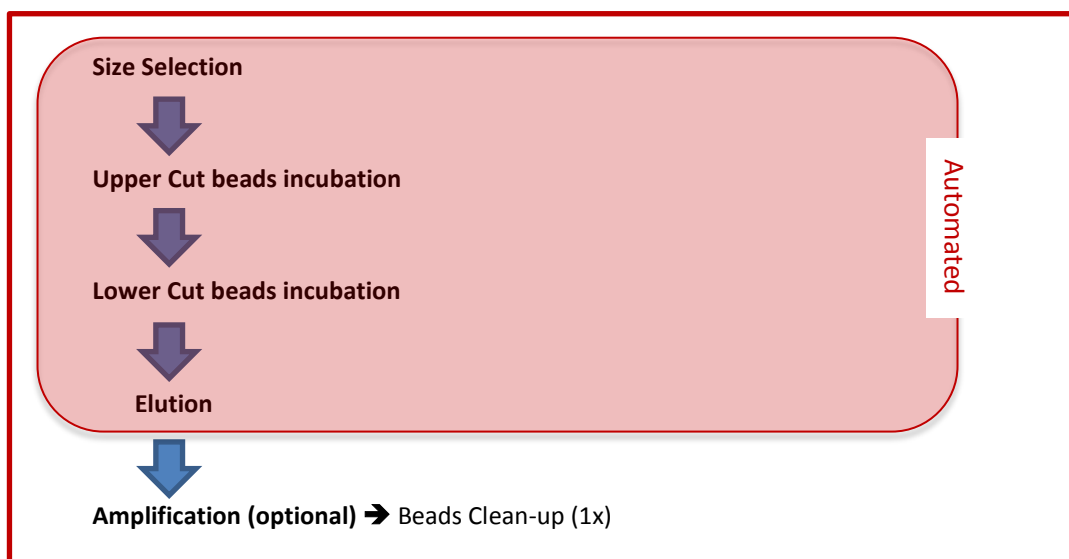 Size Selection
Upper Cut beads incubation
Lower Cut beads incubation
Elution
Automated
Amplification (optional) ➔ Beads Clean-up (1x)